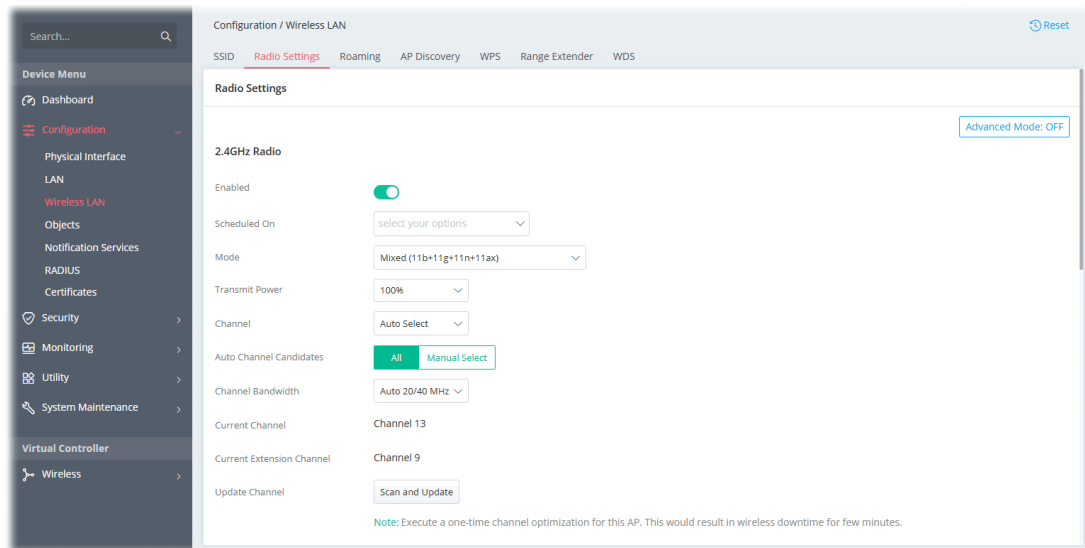 Search...
Device Menu
Dashboard
Configuration
Physical Interface
LAN
Wireless LAN
Objects
Notification Services
RADIUS
Certificates
Security
Monitoring
Utility
System Maintenance
Virtual Controller
Wireless
Configuration / Wireless LAN
Reset
SSID Radio Settings Roaming AP Discovery WPS Range Extender WDS
Radio Settings
Advanced Mode: OFF
2.4GHz Radio
Enabled
Scheduled On select your options
Mode Mixed (11b+11g+11n+11ax)
Transmit Power 100%
Channel Auto Select
Auto Channel Candidates All Manual Select
Channel Bandwidth Auto 20/40 MHz
Current Channel Channel 13
Current Extension Channel Channel 9
Update Channel Scan and Update
Note: Execute a one-time channel optimization for this AP. This would result in wireless downtime for few minutes.